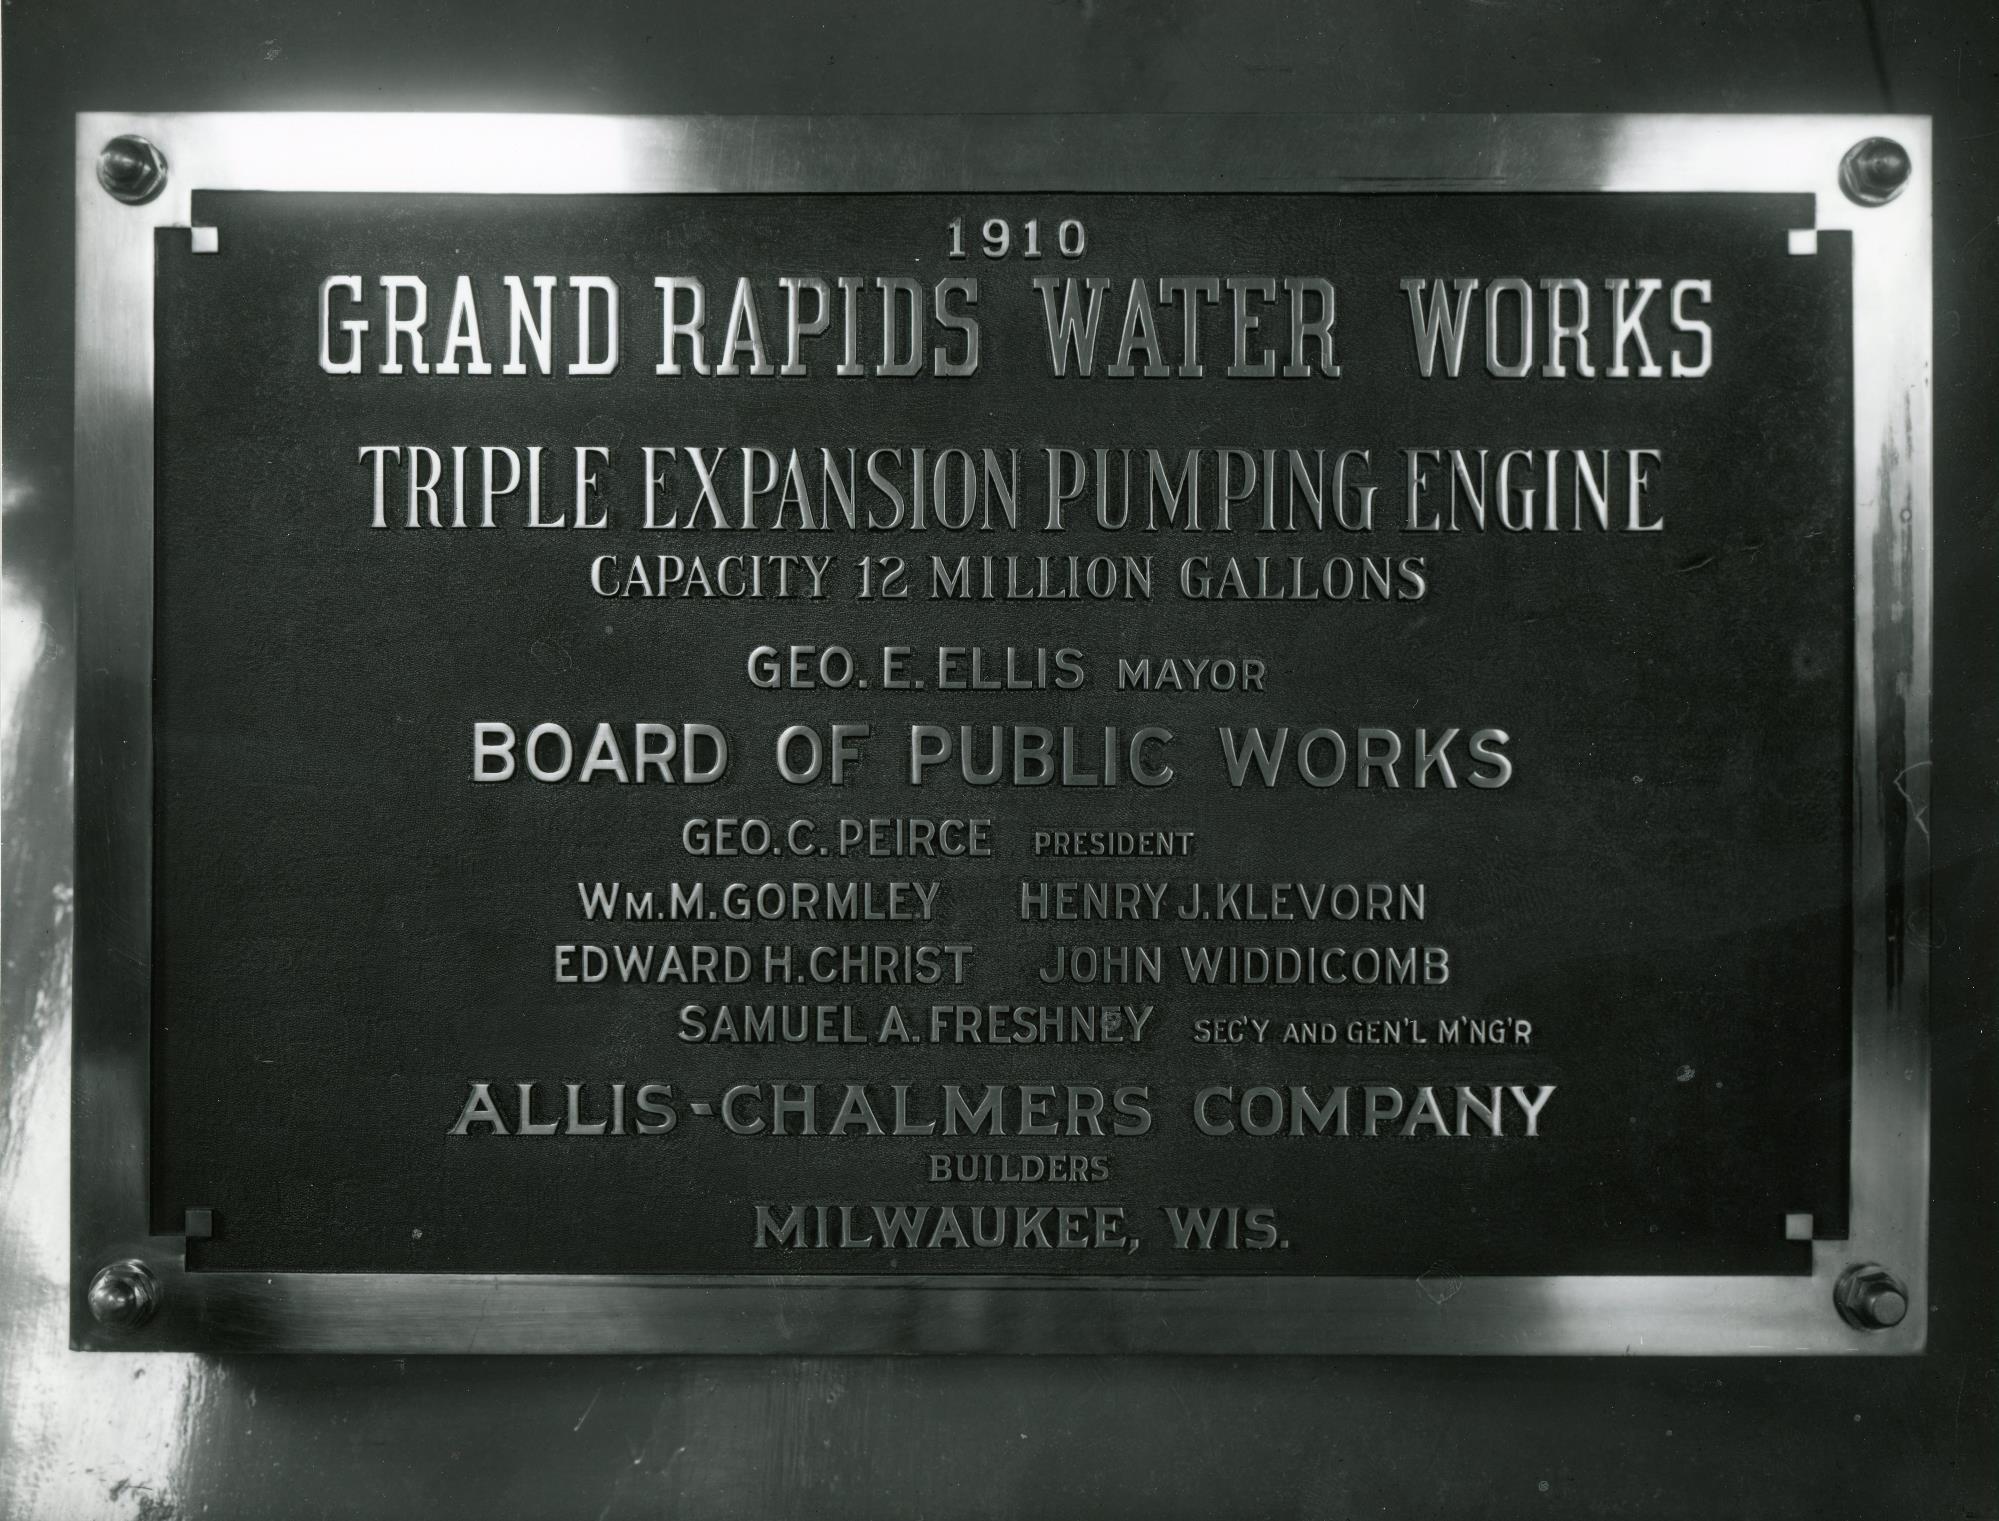 1910
GRAND RAPIDS WATER WORKS
TRIPLE EXPANSION PUMPING ENGINE
CAPACITY 12 MILLION GALLONS
GEO. E. ELLIS MAYOR
BOARD OF PUBLIC WORKS
GEO. C. PEIRCE PRESIDENT
WM. M. GORMLEY HENRY J. KLEVORN
EDWARD H. CHRIST JOHN WIDDICOMB
SAMUEL A. FRESHNEY SEC'Y AND GEN'L M'NG'R
ALLIS-CHALMERS COMPANY
BUILDERS
MILWAUKEE, WIS.